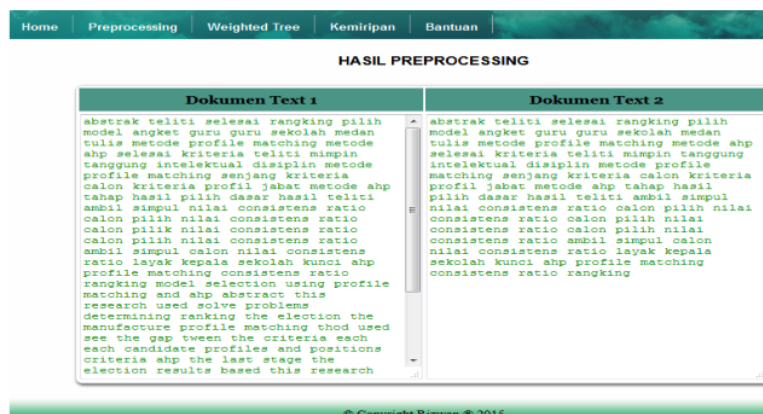 Home Preprocessing Weighted Tree Kemiripan Bantuan
HASIL PREPROCESSING
Dokumen Text 1
abstrak teliti selesai rangking pilih
model angket guru guru sekolah medan
tulis metode profile matching metode
ahp selesai kriteria teliti mimpin
tanggung intelektual disiplin metode
profile matching senjang kriteria
calon kriteria profil jabat metode ahp
tahap hasil pilih dasar hasil teliti
ambil simpul nilai consistens ratio
calon pilih nilai consistens ratio
calon pilik nilai consistens ratio
calon pilih nilai consistens ratio
ambil simpul calon nilai consistens
ratio layak kepala sekolah kunci ahp
profile matching consistens ratio
rangking model selection using profile
matching and ahp abstract this
research used solve problems
determining ranking the election the
manufacture profile matching thod used
see the gap tween the criteria each
each candidate profiles and positions
criteria ahp the last stage the
election results based this research
Dokumen Text 2
abstrak teliti selesai rangking pilih
model angket guru guru sekolah medan
tulis metode profile matching metode ahp
selesai kriteria teliti mimpin tanggung
intelektual disiplin metode profile
matching senjang kriteria calon kriteria
profil jabat metode ahp tahap hasil
pilih dasar hasil teliti ambil simpul
nilai consistens ratio calon pilih nilai
consistens ratio calon pilih nilai
consistens ratio ambil simpul calon
nilai consistens ratio layak kepala
sekolah kunci ahp profile matching
consistens ratio rangking